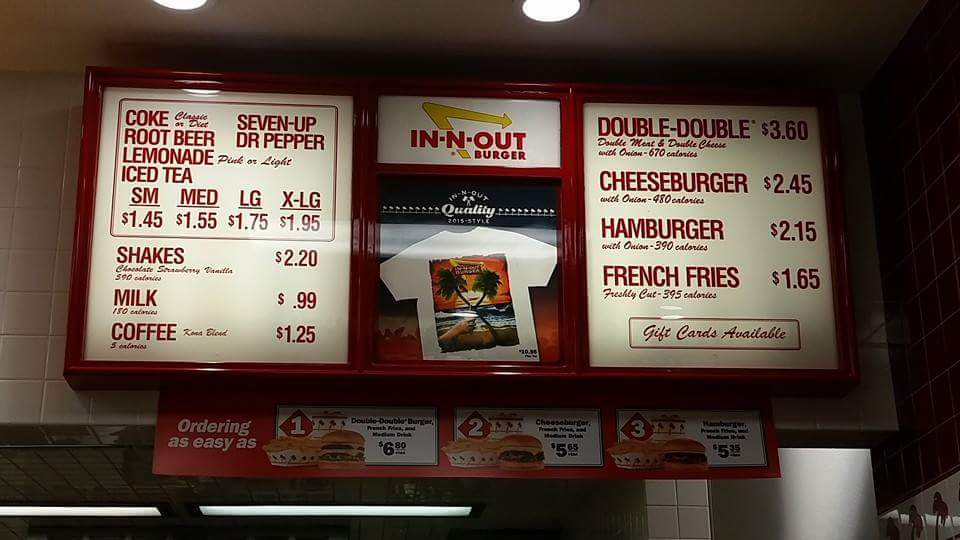 COKE Classic or Diet
SEVEN-UP
ROOT BEER
DR PEPPER
LEMONADE Pink or Light
ICED TEA
SM MED LG X-LG
$1.45 $1.55 $1.75 $1.95
SHAKES $2.20
Chocolate Strawberry Vanilla
590 calories
MILK $ .99
180 calories
COFFEE Kona Blend $1.25
5 calories
IN-N-OUT
BURGER
IN-N-OUT
Quality
2015-STYLE
IN-N-OUT
BURGER
$10.95
DOUBLE-DOUBLE® $3.60
Double Meat & Double Cheese
with Onion-670 calories
CHEESEBURGER $2.45
with Onion-480 calories
HAMBURGER $2.15
with Onion-390 calories
FRENCH FRIES $1.65
Freshly Cut-395 calories
Gift Cards Available
Ordering
as easy as
1
Double-Double® Burger,
French Fries, and
Medium Drink
$6 80
2
Cheeseburger,
French Fries, and
Medium Drink
$5 65
3
Hamburger,
French Fries, and
Medium Drink
$5 35